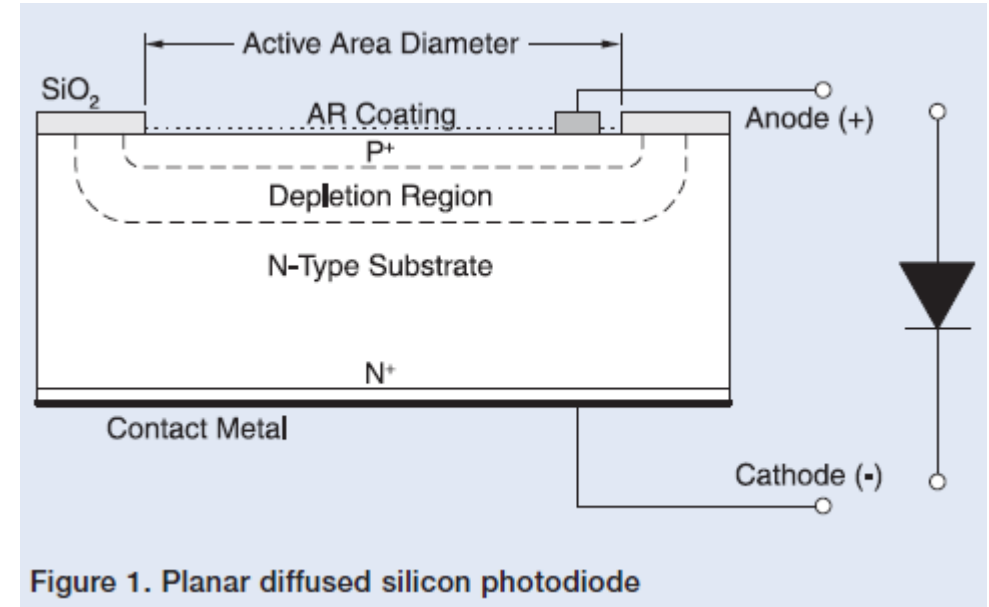 Active Area Diameter
SiO₂
AR Coating
Anode (+)
P⁺
Depletion Region
N-Type Substrate
N⁺
Contact Metal
Cathode (-)
Figure 1. Planar diffused silicon photodiode